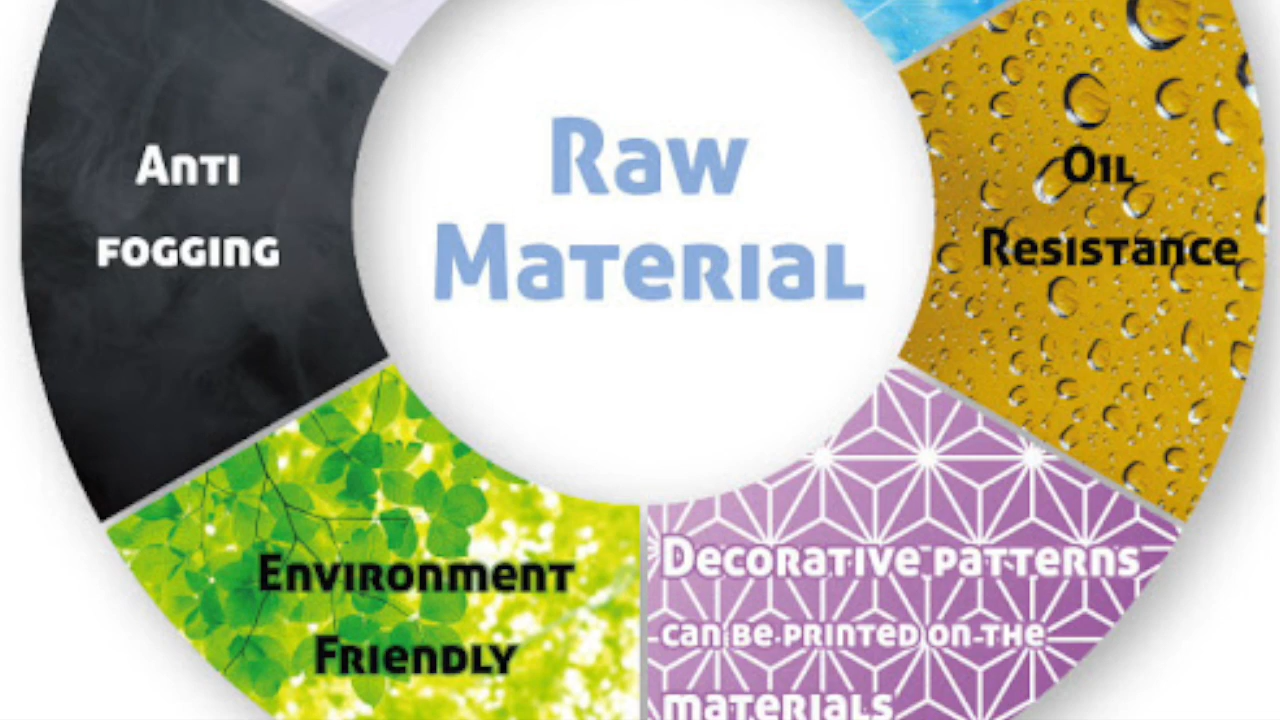 Raw
Material
Anti
fogging
Oil
Resistance
Environment
Friendly
Decorative patterns
can be printed on the
materials